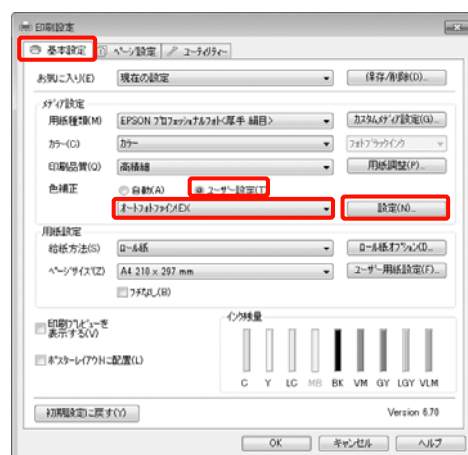 印刷設定
基本設定 ページ設定 ユーティリティー
お気に入り(E) 現在の設定 保存/削除(D)...
メディア設定
用紙種類(M) EPSON プロフェッショナルフォト<厚手 絹目> カスタムメディア設定(G)...
カラー(C) カラー フォトブラックインク
印刷品質(Q) 高精細 用紙調整(P)...
色補正 自動(A) ユーザー設定(T)
オートフォトファイン!EX 設定(N)...
用紙設定
給紙方法(S) ロール紙 ロール紙オプション(O)...
ページサイズ(Z) A4 210 x 297 mm ユーザー用紙設定(F)...
フチなし(B)
インク残量
印刷プレビューを
表示する(V)
ポスターレイアウトに配置(L)
C Y LC MB BK VM GY LGY VLM
初期設定に戻す(Y) Version 6.70
OK キャンセル ヘルプ